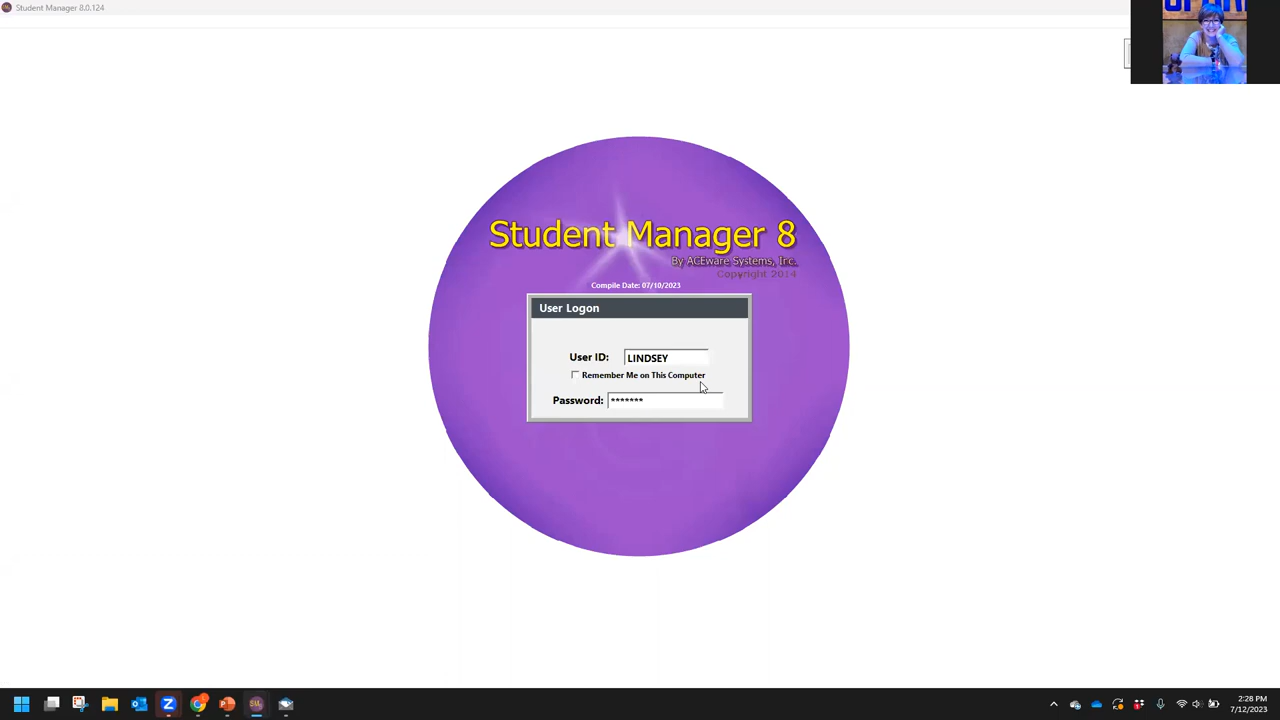 Student Manager 8.0.124
Student Manager 8
By ACEware Systems, Inc.
Copyright 2014
Compile Date: 07/10/2023
User Logon
User ID: LINDSEY
Remember Me on This Computer
Password: *******
2:28 PM
7/12/2023